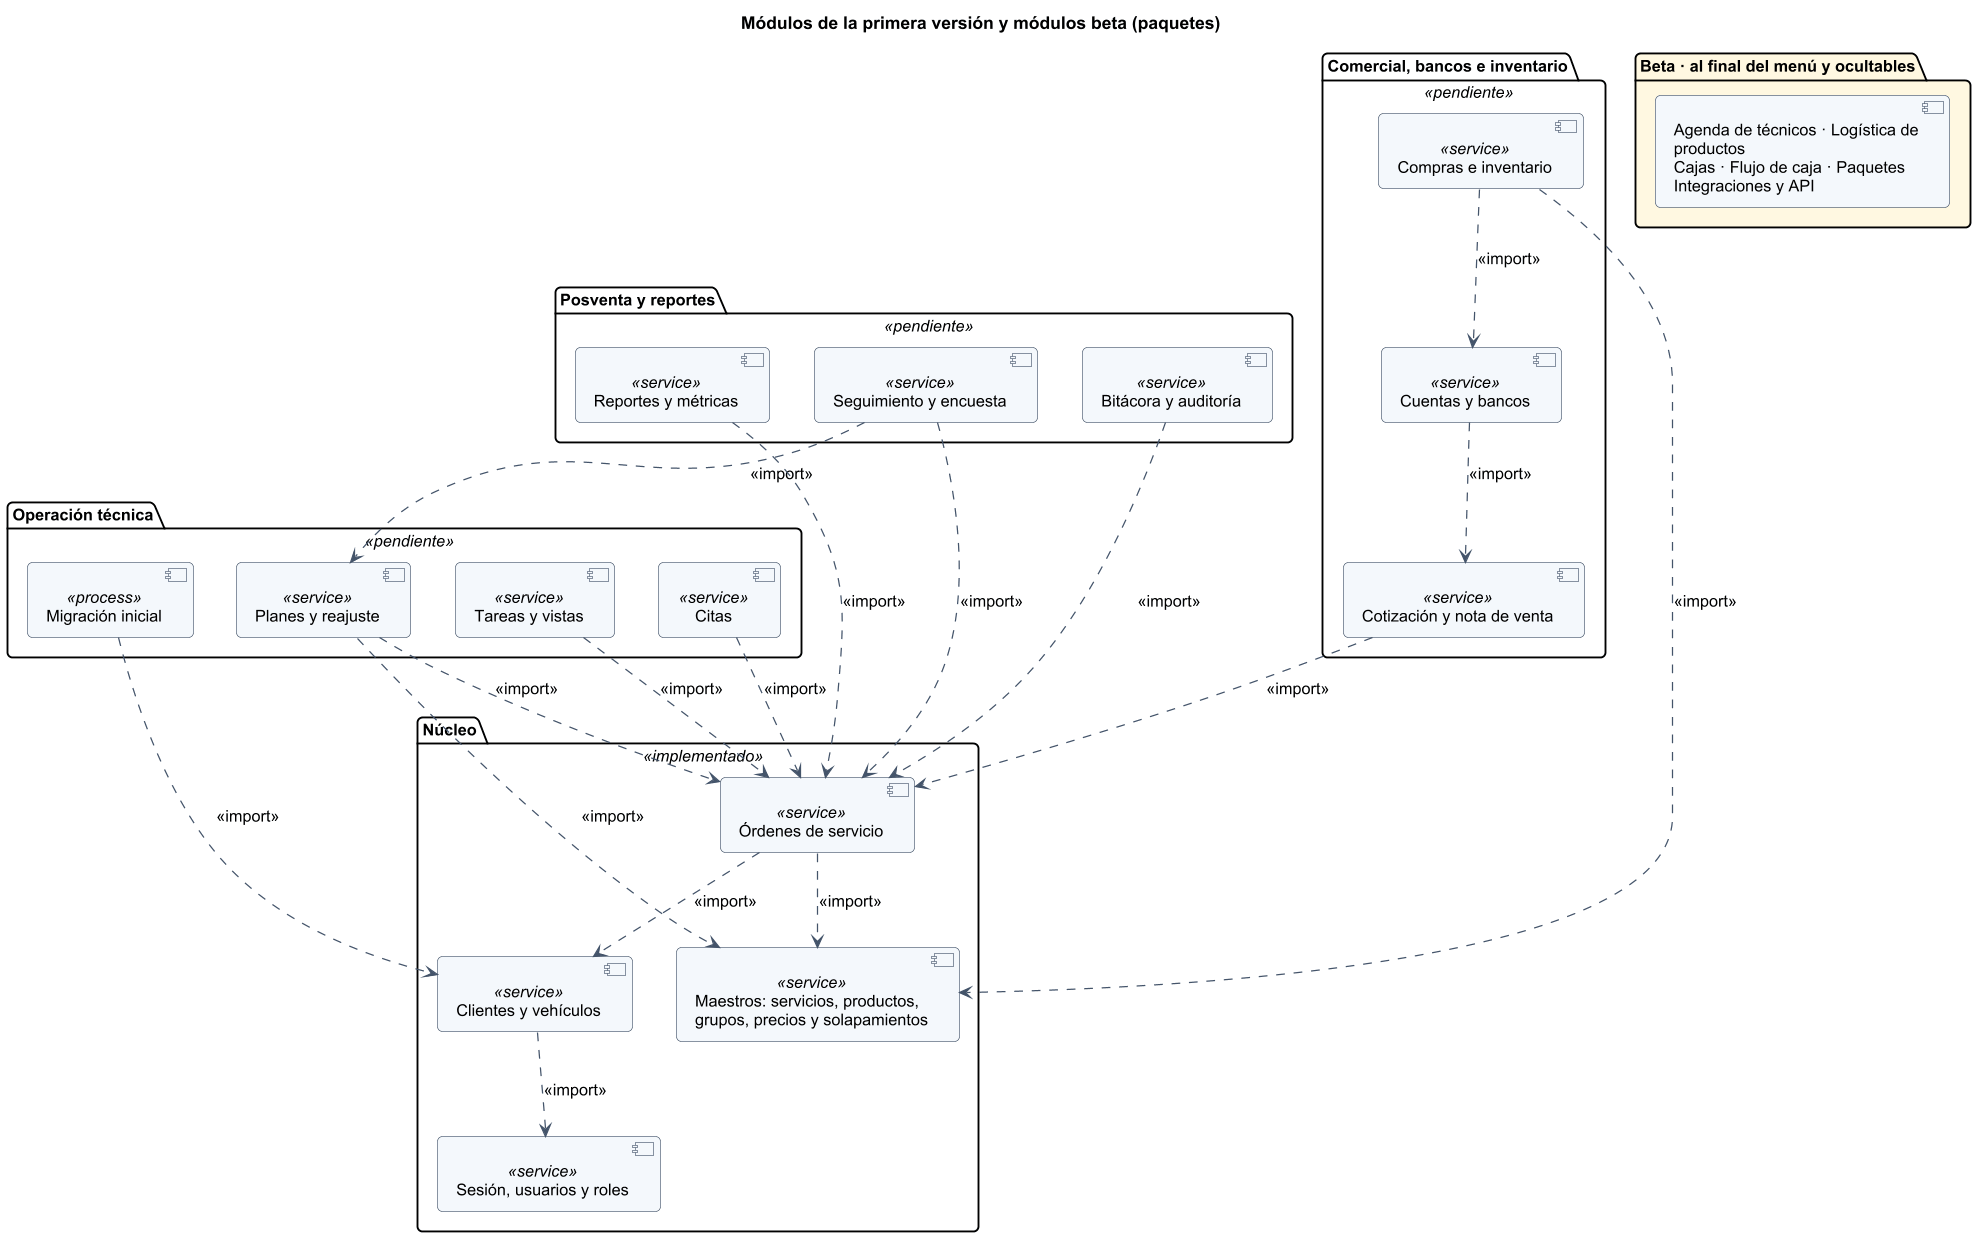 Módulos de la primera versión y módulos beta (paquetes)
Comercial, bancos e inventario
«pendiente»
«service»
Compras e inventario
«import»
«service»
Cuentas y bancos
«import»
«service»
Cotización y nota de venta
«import»
«import»
Beta · al final del menú y ocultables
Agenda de técnicos · Logística de
productos
Cajas · Flujo de caja · Paquetes
Integraciones y API
Posventa y reportes
«pendiente»
«service»
Reportes y métricas
«service»
Seguimiento y encuesta
«service»
Bitácora y auditoría
«import»
«import»
«import»
«import»
Operación técnica
«pendiente»
«process»
Migración inicial
«service»
Planes y reajuste
«service»
Tareas y vistas
«service»
Citas
«import»
«import»
«import»
«import»
«import»
Núcleo
«implementado»
«service»
Órdenes de servicio
«import»
«import»
«service»
Clientes y vehículos
«service»
Maestros: servicios, productos,
grupos, precios y solapamientos
«import»
«service»
Sesión, usuarios y roles